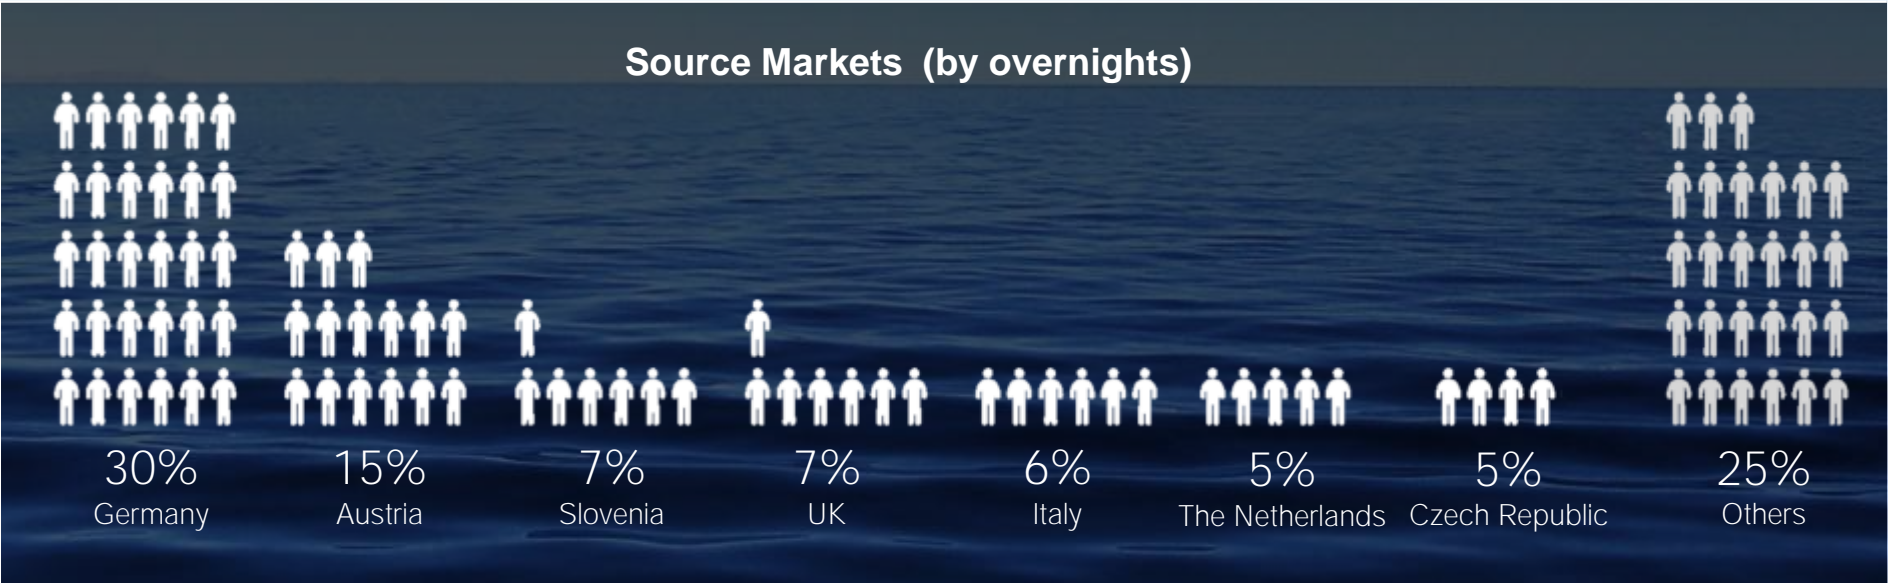 Source Markets (by overnights)
30% 15% 7% 7% 6% 5% 5% 25%
Germany Austria Slovenia UK Italy The Netherlands Czech Republic Others